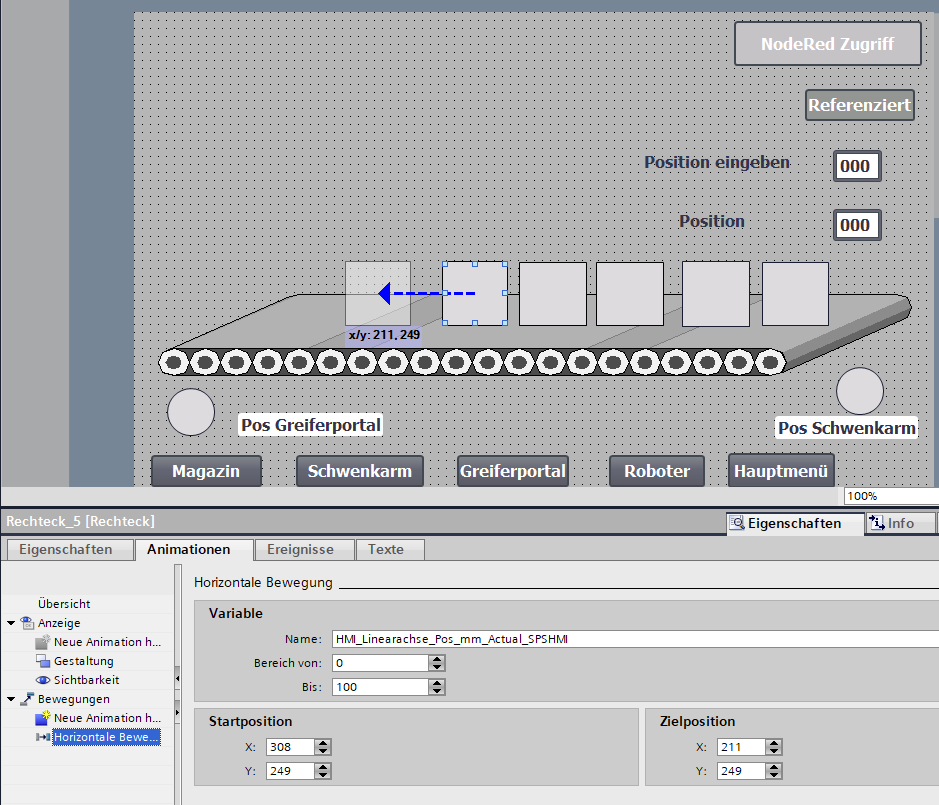 NodeRed Zugriff
Referenziert
Position eingeben 000
Position 000
x/y: 211, 249
Pos Greiferportal
Pos Schwenkarm
Magazin Schwenkarm Greiferportal Roboter Hauptmenü
100%
Rechteck_5 [Rechteck]
Eigenschaften Info
Eigenschaften Animationen Ereignisse Texte
Übersicht
Anzeige
Neue Animation h...
Gestaltung
Sichtbarkeit
Bewegungen
Neue Animation h...
Horizontale Bewe...
Horizontale Bewegung
Variable
Name: HMI_Linearachse_Pos_mm_Actual_SPSHMI
Bereich von: 0
Bis: 100
Startposition
X: 308
Y: 249
Zielposition
X: 211
Y: 249